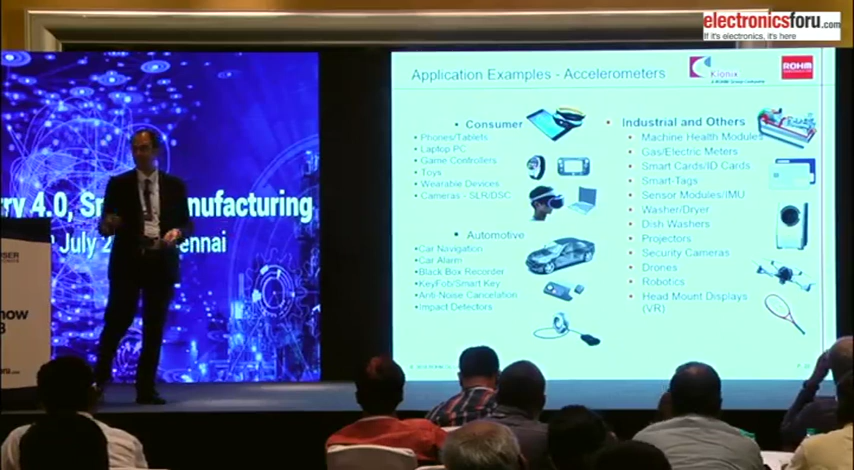 electronicsforu.com
If it's electronics, it's here
Application Examples - Accelerometers
Kionix
ROHM
SEMICONDUCTOR
• Consumer
• Phones/Tablets
• Laptop PC
• Game Controllers
• Toys
• Wearable Devices
• Cameras - SLR/DSC
• Automotive
• Car Navigation
• Car Alarm
• Black Box Recorder
• KeyFob/Smart Key
• Anti Noise Cancelation
• Impact Detectors
• Industrial and Others
• Machine Health Modules
• Gas/Electric Meters
• Smart Cards/ID Cards
• Smart-Tags
• Sensor Modules/IMU
• Washer/Dryer
• Dish Washers
• Projectors
• Security Cameras
• Drones
• Robotics
• Head Mount Displays
(VR)
ry 4.0, Sm nufacturing
July 2 ennai
how